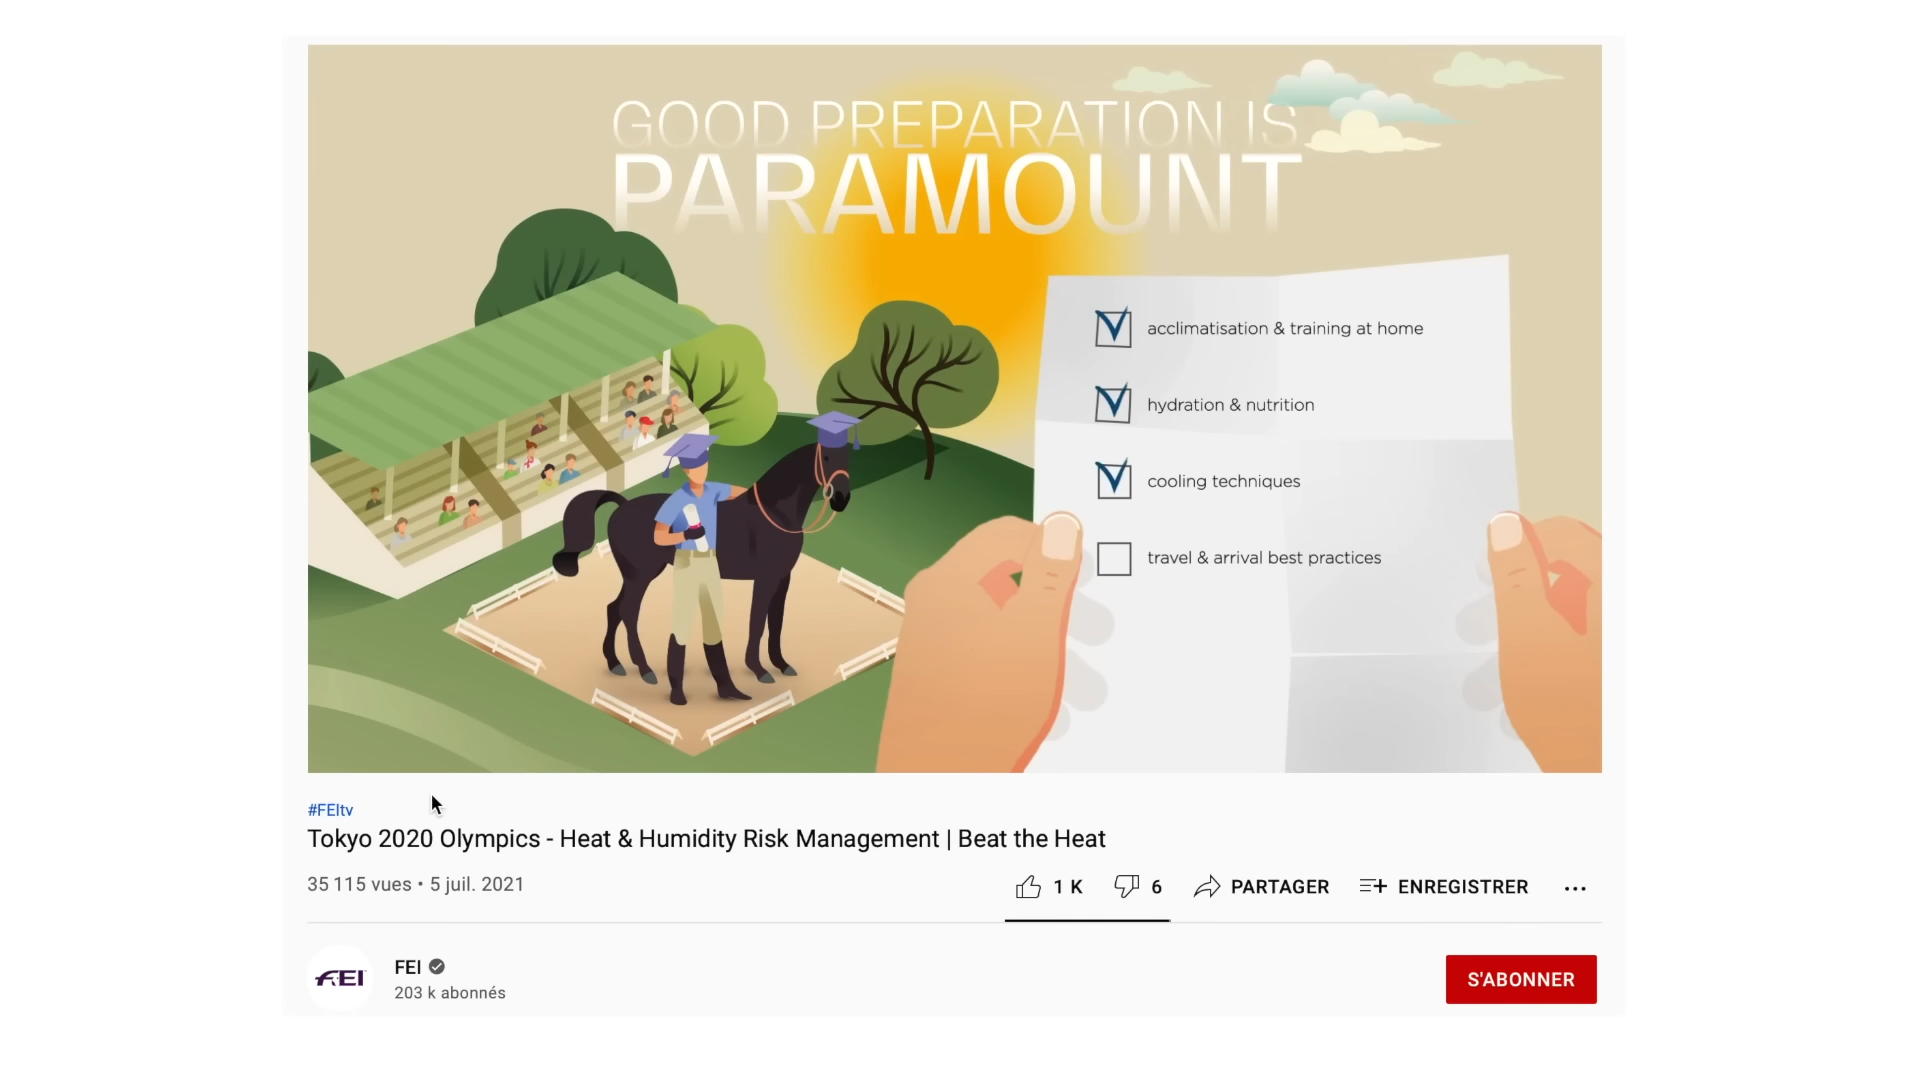 GOOD PREPARATION IS
PARAMOUNT
acclimatisation & training at home
hydration & nutrition
cooling techniques
travel & arrival best practices
#FEItv
Tokyo 2020 Olympics - Heat & Humidity Risk Management | Beat the Heat
35 115 vues • 5 juil. 2021
1 K
6
PARTAGER
ENREGISTRER
FEI
FEI
203 k abonnés
S'ABONNER